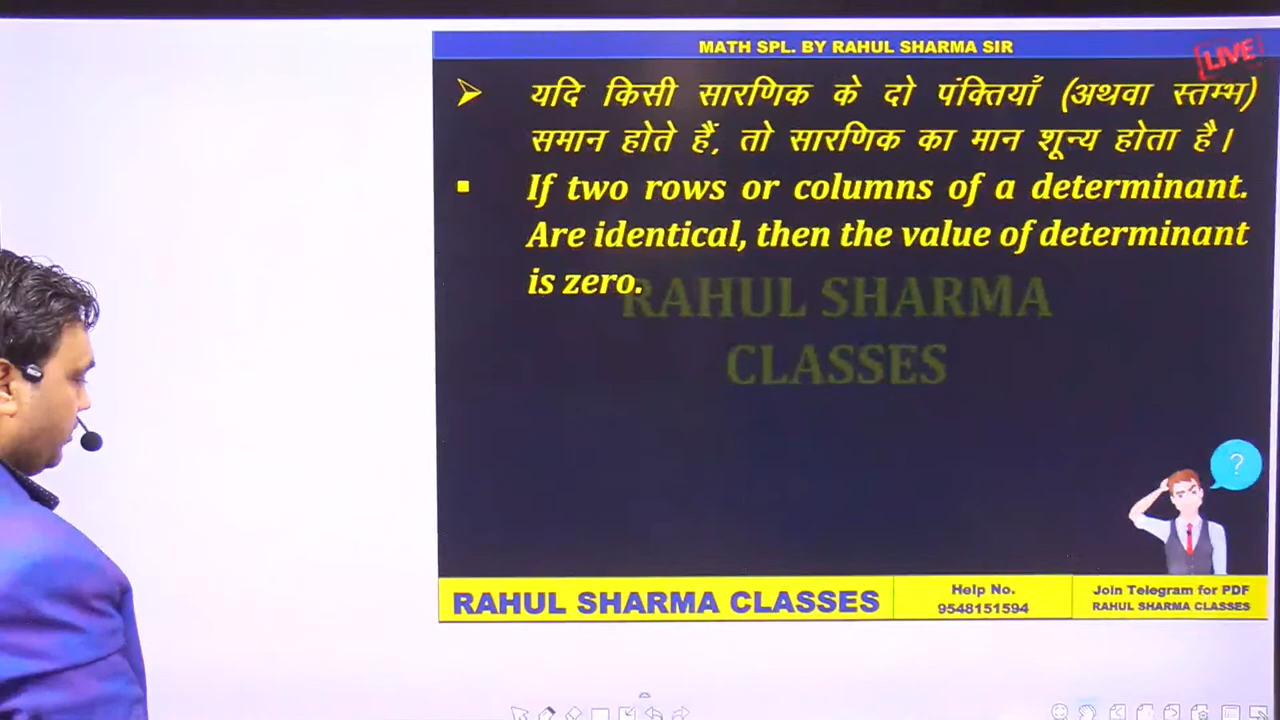 MATH SPL. BY RAHUL SHARMA SIR
LIVE
यदि किसी सारणिक के दो पंक्तियाँ (अथवा स्तम्भ)
समान होते हैं, तो सारणिक का मान शून्य होता है।
If two rows or columns of a determinant.
Are identical, then the value of determinant
is zero.
RAHUL SHARMA
CLASSES
?
RAHUL SHARMA CLASSES
Help No.
9548151594
Join Telegram for PDF
RAHUL SHARMA CLASSES